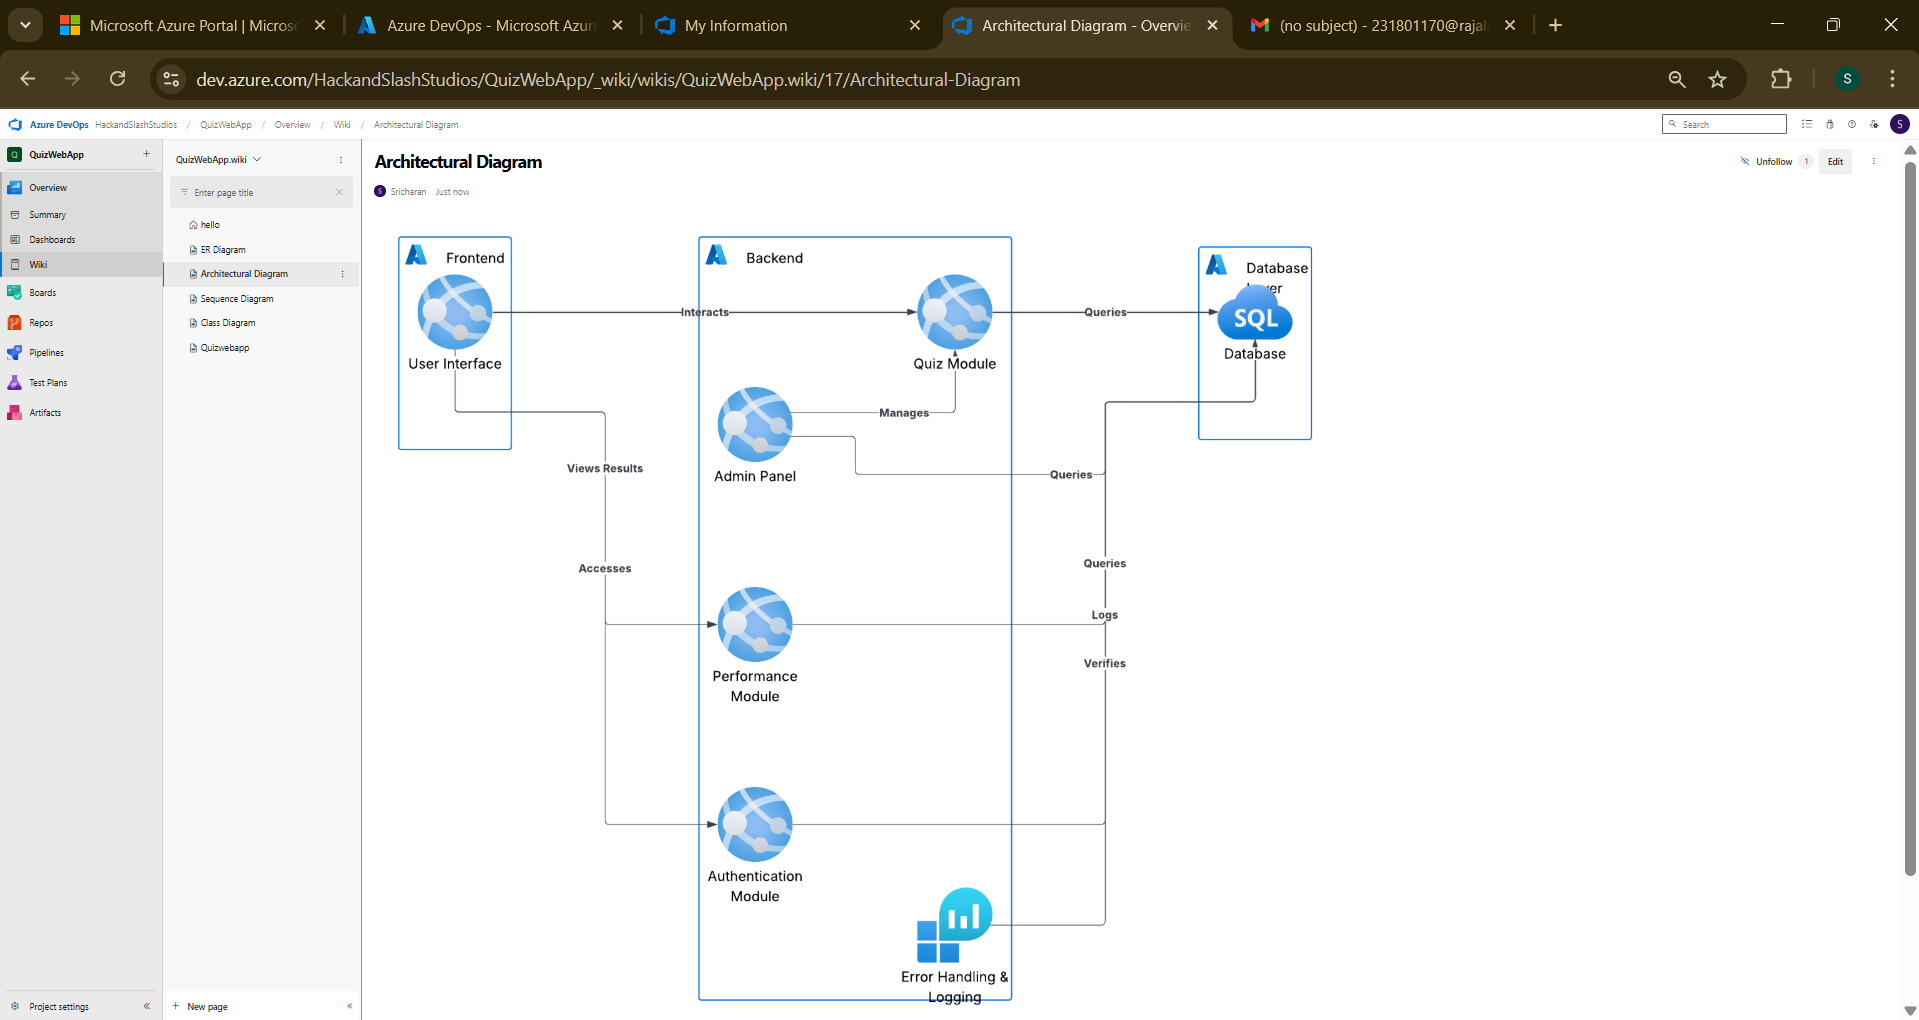 Microsoft Azure Portal | Micros
Azure DevOps - Microsoft Azur
My Information
Architectural Diagram - Overvie
(no subject) - 231801170@rajal
dev.azure.com/HackandSlashStudios/QuizWebApp/_wiki/wikis/QuizWebApp.wiki/17/Architectural-Diagram
S
Azure DevOps HackandSlashStudios / QuizWebApp / Overview / Wiki / Architectural Diagram
Search
S
Q QuizWebApp
Overview
Summary
Dashboards
Wiki
Boards
Repos
Pipelines
Test Plans
Artifacts
Project settings
QuizWebApp.wiki
Enter page title
hello
ER Diagram
Architectural Diagram
Sequence Diagram
Class Diagram
Quizwebapp
New page
Architectural Diagram
Unfollow 1 Edit
S Sricharan Just now
Frontend
User Interface
Backend
Interacts
Quiz Module
Queries
Database
SQL
Database
Manages
Admin Panel
Queries
Views Results
Accesses
Queries
Logs
Verifies
Performance
Module
Authentication
Module
Error Handling &
Logging